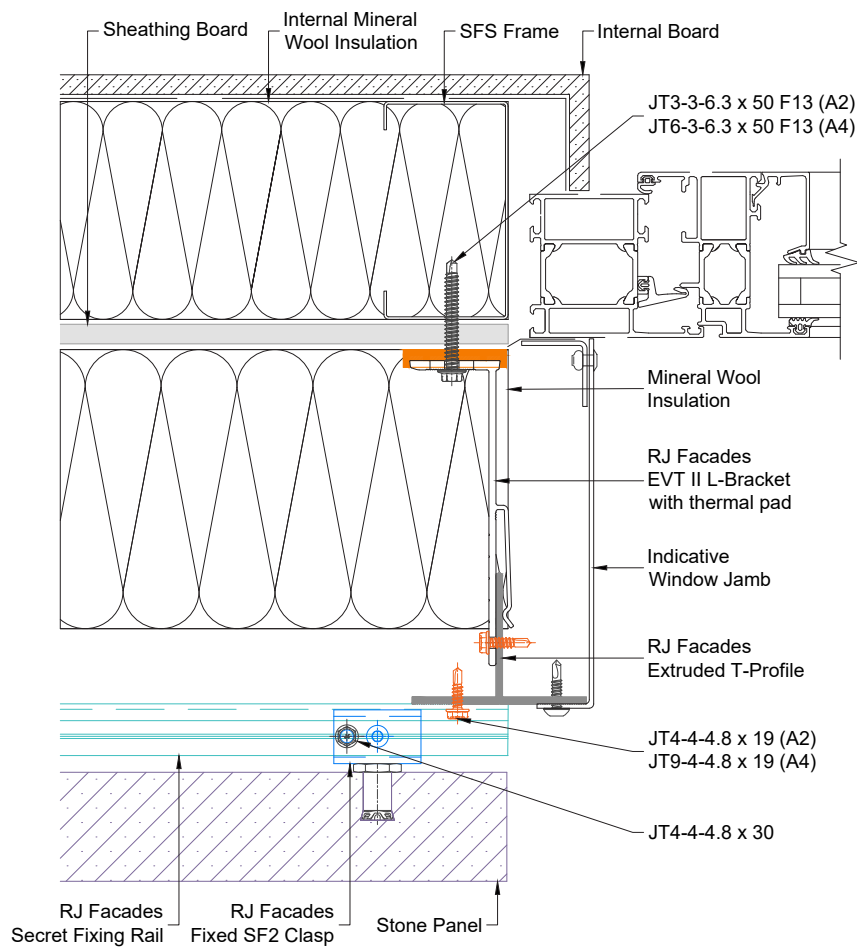 Sheathing Board
Internal Mineral
Wool Insulation
SFS Frame
Internal Board
JT3-3-6.3 x 50 F13 (A2)
JT6-3-6.3 x 50 F13 (A4)
Mineral Wool
Insulation
RJ Facades
EVT II L-Bracket
with thermal pad
Indicative
Window Jamb
RJ Facades
Extruded T-Profile
JT4-4-4.8 x 19 (A2)
JT9-4-4.8 x 19 (A4)
JT4-4-4.8 x 30
RJ Facades
Secret Fixing Rail
RJ Facades
Fixed SF2 Clasp
Stone Panel